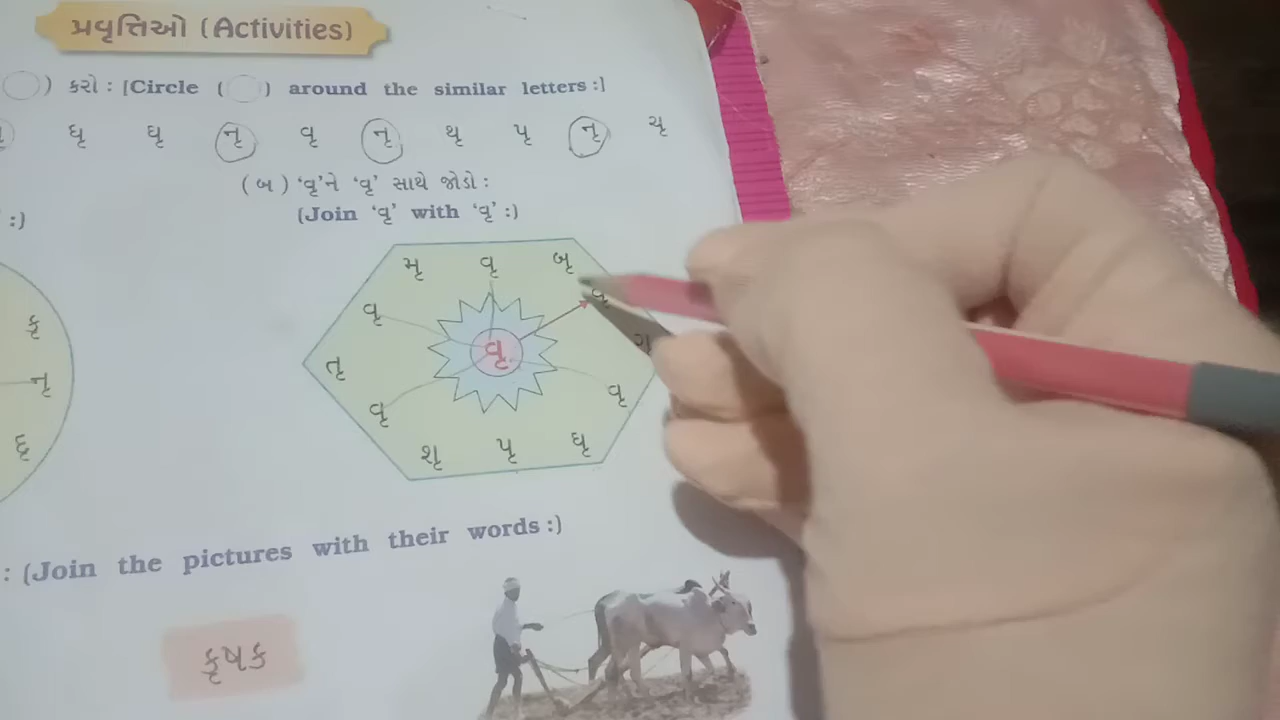 પ્રવૃત્તિઓ (Activities)
) કરો : [Circle ( ) around the similar letters :]
ધૃ ઘૃ નૃ વૃ નૃ થૃ પૃ નૃ ચૃ
(બ) 'વૃ'ને 'વૃ' સાથે જોડો :
:) (Join 'વૃ' with 'વૃ' :)
મૃ વૃ બૃ
વૃ વૃ
કૃ
વૃ
તૃ
નૃ વૃ વૃ
શૃ પૃ ધૃ
: (Join the pictures with their words :)
કૃષક